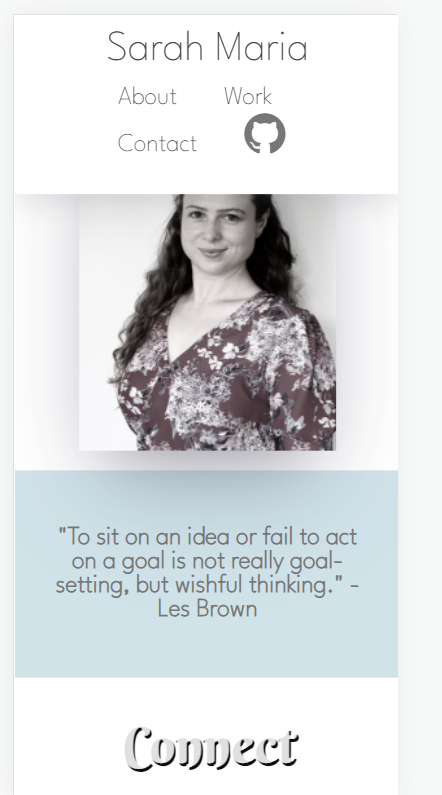 Sarah Maria
About Work
Contact
"To sit on an idea or fail to act
on a goal is not really goal-
setting, but wishful thinking." -
Les Brown
Connect